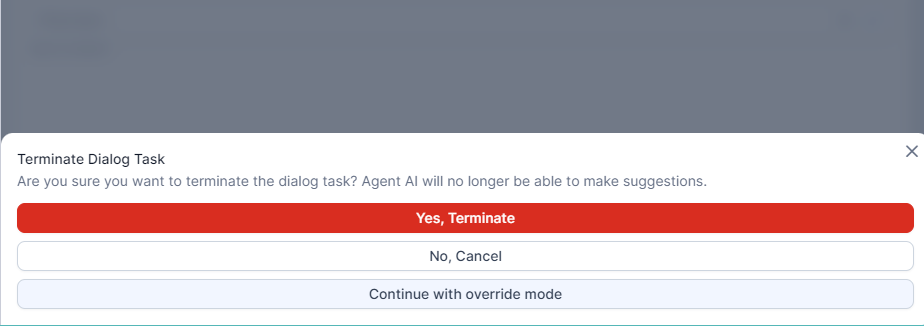 Terminate Dialog Task
Are you sure you want to terminate the dialog task? Agent AI will no longer be able to make suggestions.
Yes, Terminate
No, Cancel
Continue with override mode